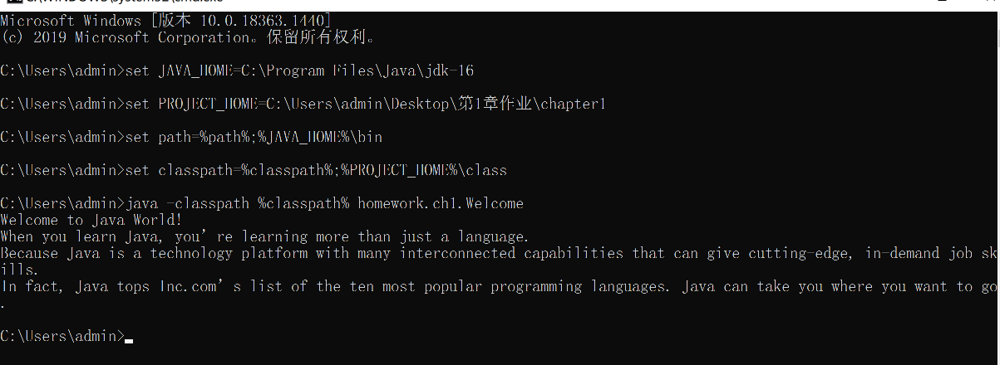 C:\WINDOWS\system32\cmd.exe
Microsoft Windows [版本 10.0.18363.1440]
(c) 2019 Microsoft Corporation。保留所有权利。
C:\Users\admin>set JAVA_HOME=C:\Program Files\Java\jdk-16
C:\Users\admin>set PROJECT_HOME=C:\Users\admin\Desktop\第1章作业\chapter1
C:\Users\admin>set path=%path%;%JAVA_HOME%\bin
C:\Users\admin>set classpath=%classpath%;%PROJECT_HOME%\class
C:\Users\admin>java -classpath %classpath% homework.ch1.Welcome
Welcome to Java World!
When you learn Java, you’re learning more than just a language.
Because Java is a technology platform with many interconnected capabilities that can give cutting-edge, in-demand job sk
ills.
In fact, Java tops Inc.com’s list of the ten most popular programming languages. Java can take you where you want to go
.
C:\Users\admin>